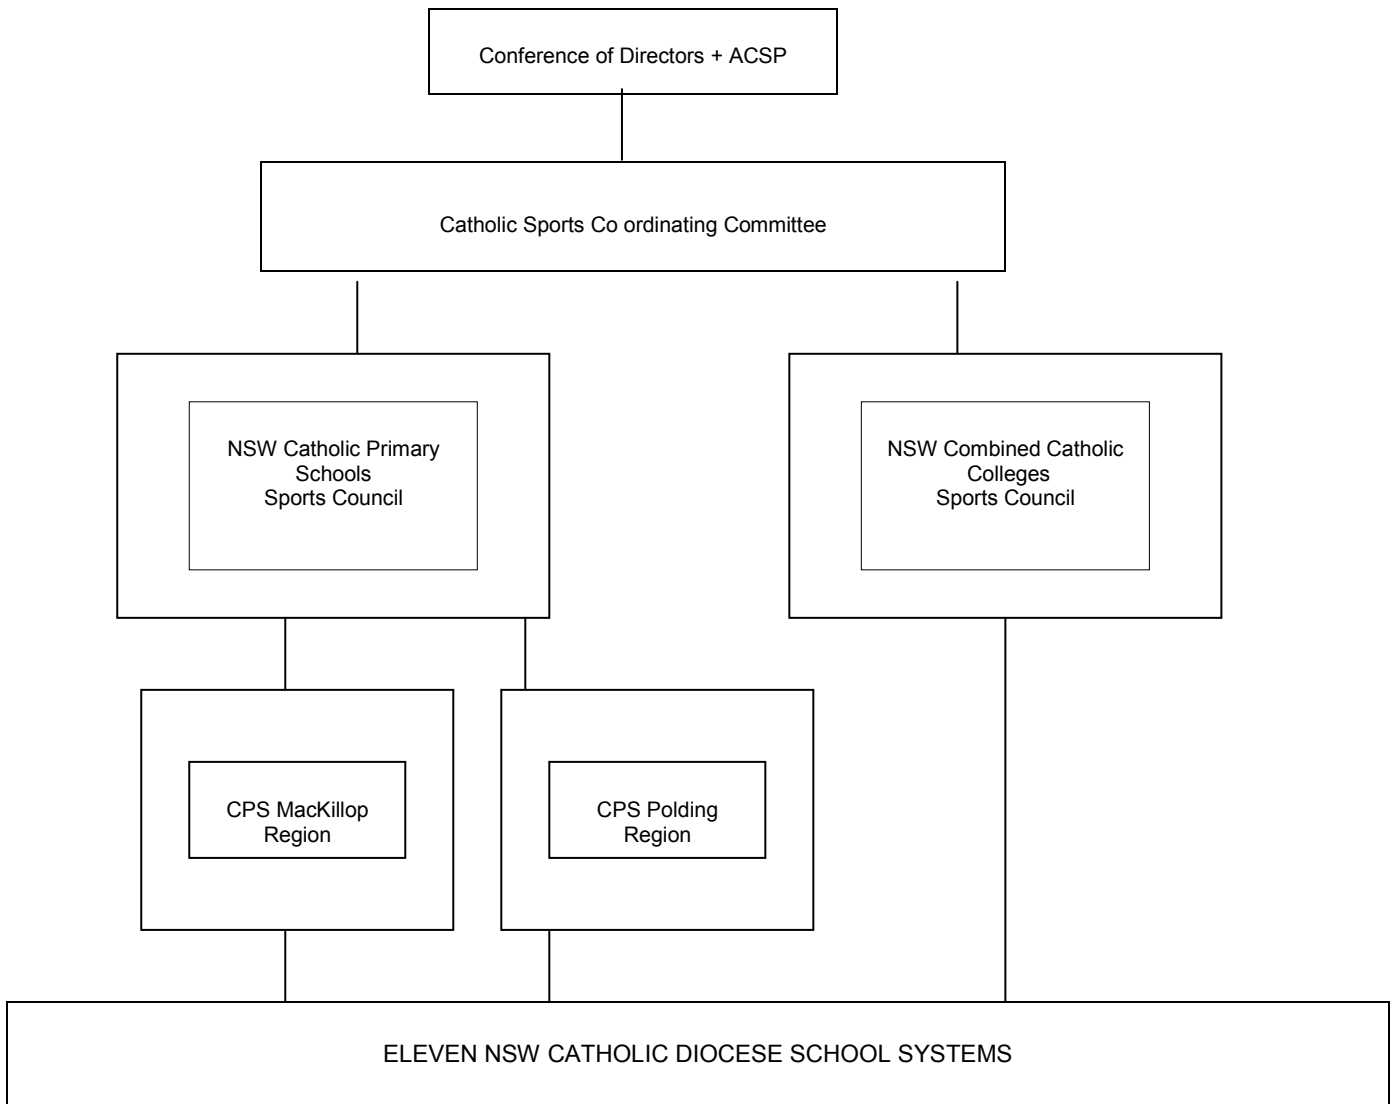 Conference of Directors + ACSP
Catholic Sports Co ordinating Committee
NSW Catholic Primary
Schools
Sports Council
NSW Combined Catholic
Colleges
Sports Council
CPS MacKillop
Region
CPS Polding
Region
ELEVEN NSW CATHOLIC DIOCESE SCHOOL SYSTEMS